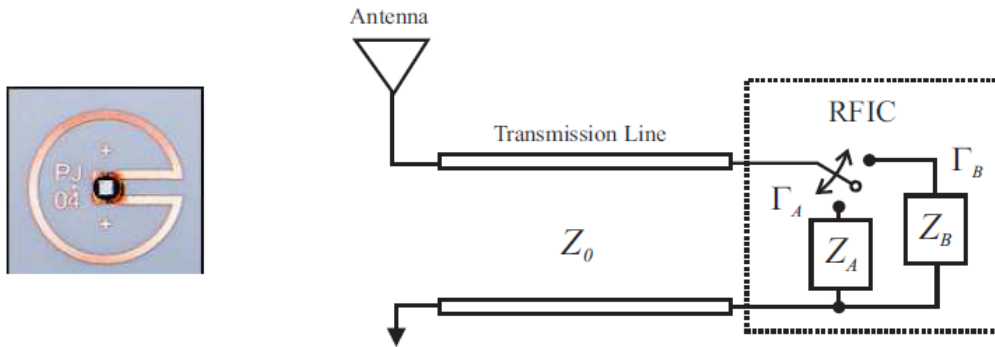 PJ
04
Antenna
Transmission Line
RFIC
Γ_A
Γ_B
Z_0
Z_A
Z_B